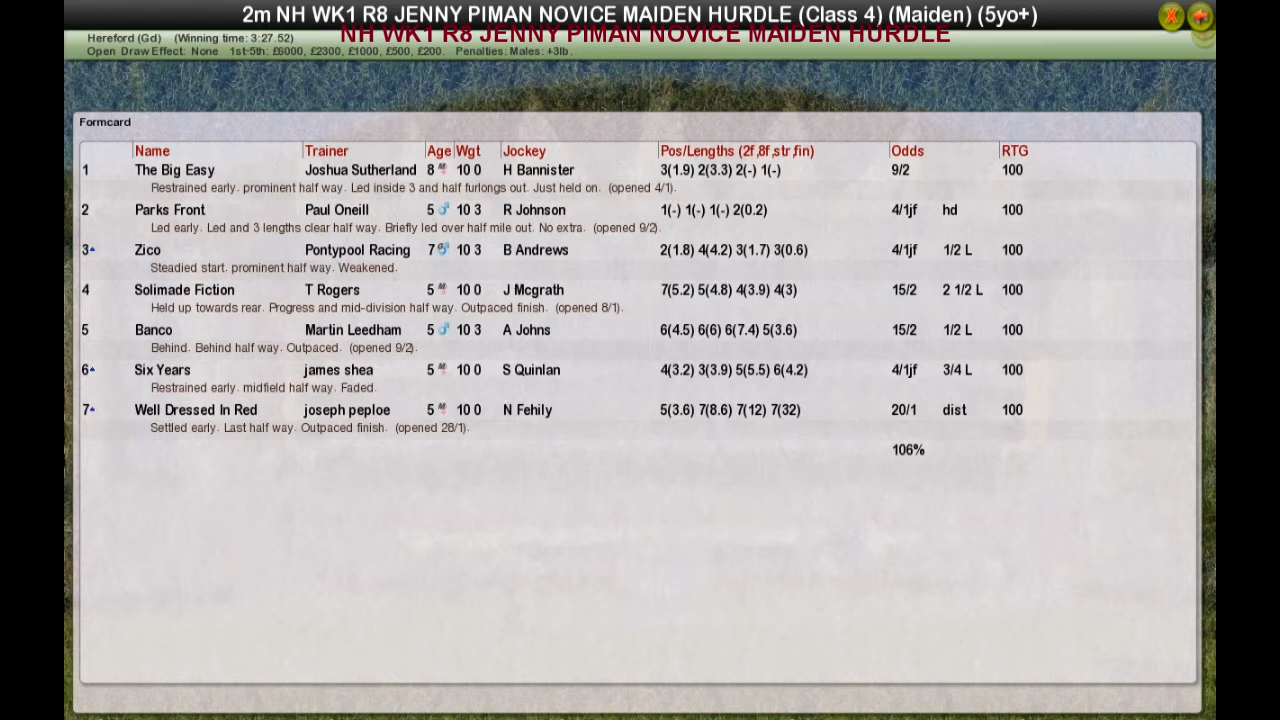 2m NH WK1 R8 JENNY PIMAN NOVICE MAIDEN HURDLE (Class 4) (Maiden) (5yo+)
NH WK1 R8 JENNY PIMAN NOVICE MAIDEN HURDLE
Hereford (Gd) (Winning time: 3:27.52)
Open Draw Effect: None 1st-5th: £6000, £2300, £1000, £500, £200. Penalties: Males: +3lb.
Formcard
Name Trainer Age Wgt Jockey Pos/Lengths (2f,8f,str,fin) Odds RTG
1 The Big Easy Joshua Sutherland 8 10 0 H Bannister 3(1.9) 2(3.3) 2(-) 1(-) 9/2 100
Restrained early. prominent half way. Led inside 3 and half furlongs out. Just held on. (opened 4/1).
2 Parks Front Paul Oneill 5 10 3 R Johnson 1(-) 1(-) 1(-) 2(0.2) 4/1jf hd 100
Led early. Led and 3 lengths clear half way. Briefly led over half mile out. No extra. (opened 9/2).
3 Zico Pontypool Racing 7 10 3 B Andrews 2(1.8) 4(4.2) 3(1.7) 3(0.6) 4/1jf 1/2 L 100
Steadied start. prominent half way. Weakened.
4 Solimade Fiction T Rogers 5 10 0 J Mcgrath 7(5.2) 5(4.8) 4(3.9) 4(3) 15/2 2 1/2 L 100
Held up towards rear. Progress and mid-division half way. Outpaced finish. (opened 8/1).
5 Banco Martin Leedham 5 10 3 A Johns 6(4.5) 6(6) 6(7.4) 5(3.6) 15/2 1/2 L 100
Behind. Behind half way. Outpaced. (opened 9/2).
6 Six Years james shea 5 10 0 S Quinlan 4(3.2) 3(3.9) 5(5.5) 6(4.2) 4/1jf 3/4 L 100
Restrained early. midfield half way. Faded.
7 Well Dressed In Red joseph peploe 5 10 0 N Fehily 5(3.6) 7(8.6) 7(12) 7(32) 20/1 dist 100
Settled early. Last half way. Outpaced finish. (opened 28/1).
106%